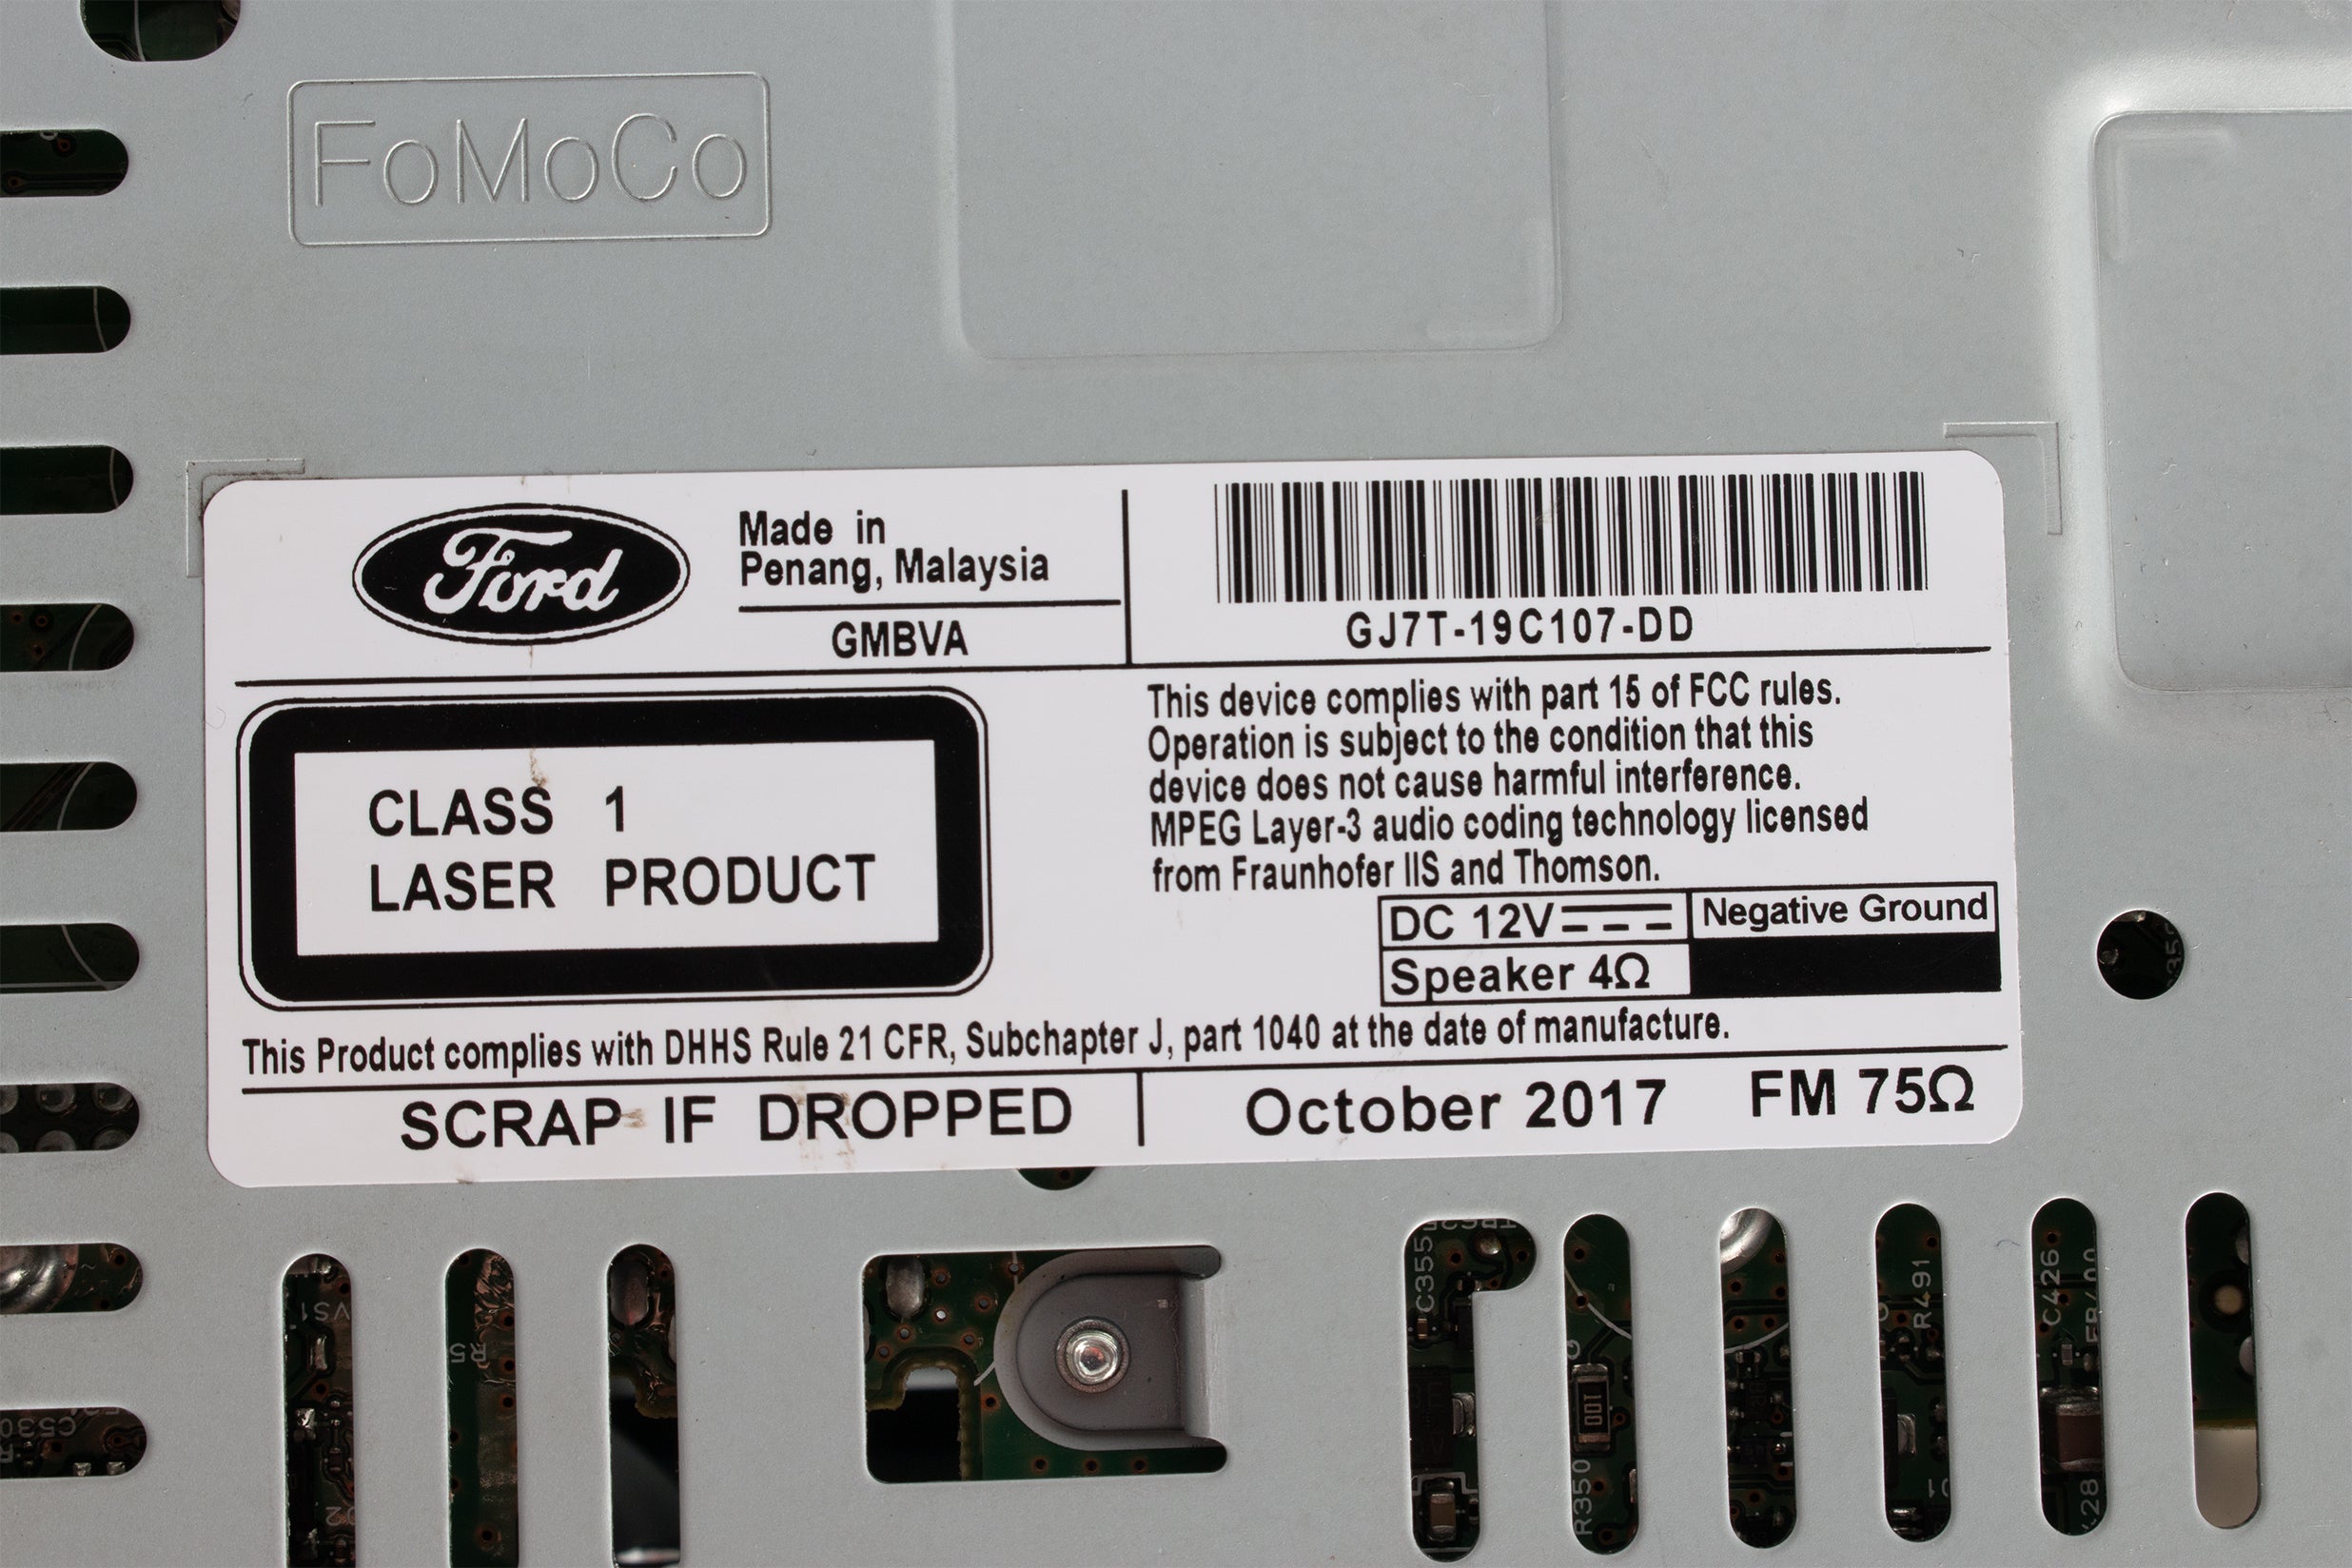 FoMoCo
Ford
Made in
Penang, Malaysia
GMBVA
GJ7T-19C107-DD
CLASS 1
LASER PRODUCT
This device complies with part 15 of FCC rules.
Operation is subject to the condition that this
device does not cause harmful interference.
MPEG Layer-3 audio coding technology licensed
from Fraunhofer IIS and Thomson.
DC 12V
Negative Ground
Speaker 4Ω
This Product complies with DHHS Rule 21 CFR, Subchapter J, part 1040 at the date of manufacture.
SCRAP IF DROPPED
October 2017
FM 75Ω
C355
R491
C426
100
R350
C530